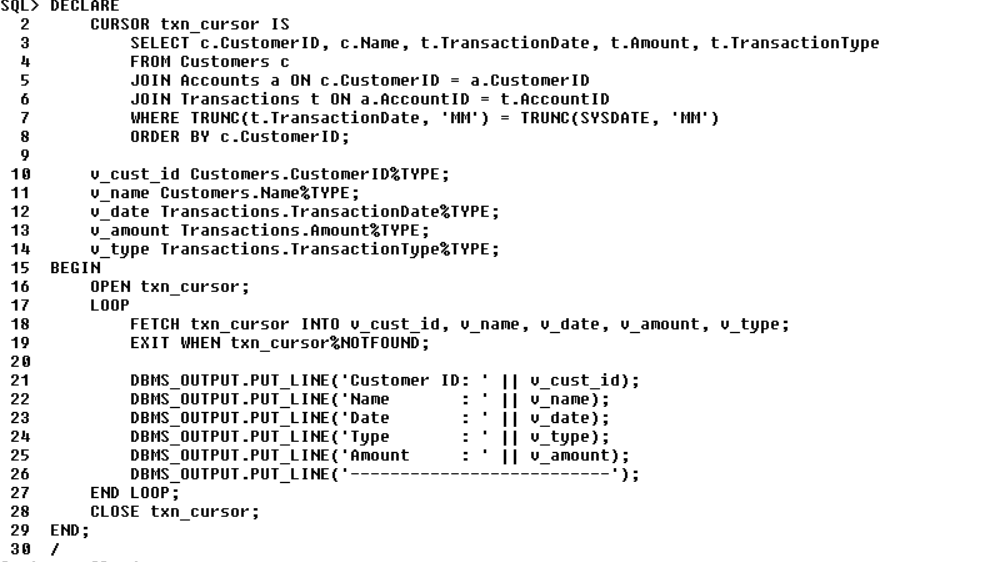 SQL> DECLARE
  2      CURSOR txn_cursor IS
  3          SELECT c.CustomerID, c.Name, t.TransactionDate, t.Amount, t.TransactionType
  4          FROM Customers c
  5          JOIN Accounts a ON c.CustomerID = a.CustomerID
  6          JOIN Transactions t ON a.AccountID = t.AccountID
  7          WHERE TRUNC(t.TransactionDate, 'MM') = TRUNC(SYSDATE, 'MM')
  8          ORDER BY c.CustomerID;
  9
 10      v_cust_id Customers.CustomerID%TYPE;
 11      v_name Customers.Name%TYPE;
 12      v_date Transactions.TransactionDate%TYPE;
 13      v_amount Transactions.Amount%TYPE;
 14      v_type Transactions.TransactionType%TYPE;
 15  BEGIN
 16      OPEN txn_cursor;
 17      LOOP
 18          FETCH txn_cursor INTO v_cust_id, v_name, v_date, v_amount, v_type;
 19          EXIT WHEN txn_cursor%NOTFOUND;
 20
 21          DBMS_OUTPUT.PUT_LINE('Customer ID: ' || v_cust_id);
 22          DBMS_OUTPUT.PUT_LINE('Name       : ' || v_name);
 23          DBMS_OUTPUT.PUT_LINE('Date       : ' || v_date);
 24          DBMS_OUTPUT.PUT_LINE('Type       : ' || v_type);
 25          DBMS_OUTPUT.PUT_LINE('Amount     : ' || v_amount);
 26          DBMS_OUTPUT.PUT_LINE('--------------------------');
 27      END LOOP;
 28      CLOSE txn_cursor;
 29  END;
 30  /